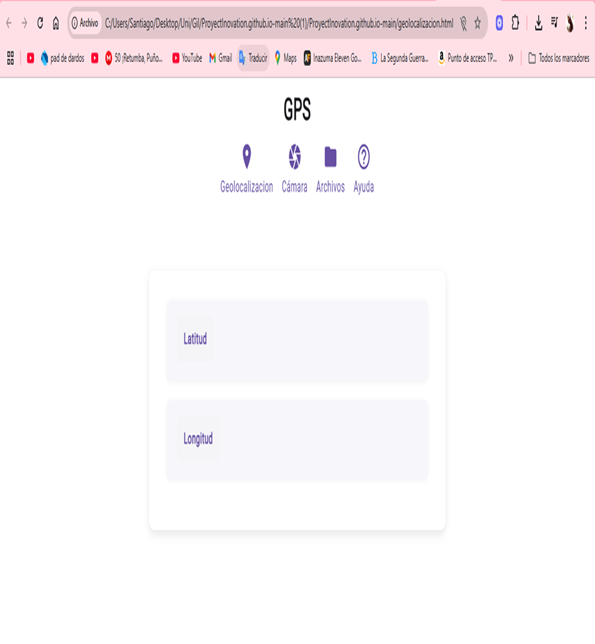 Archivo C:/Users/Santiago/Desktop/Uni/Gil/ProyectInovation.github.io-main%20(1)/ProyectInovation.github.io-main/geolocalizacion.html
pad de dardos 50 ¡Retumba, Puño... YouTube Gmail Traducir Maps Inazuma Eleven Go... La Segunda Guerra... Punto de acceso TP... » Todos los marcadores
GPS
Geolocalizacion Cámara Archivos Ayuda
Latitud
Longitud